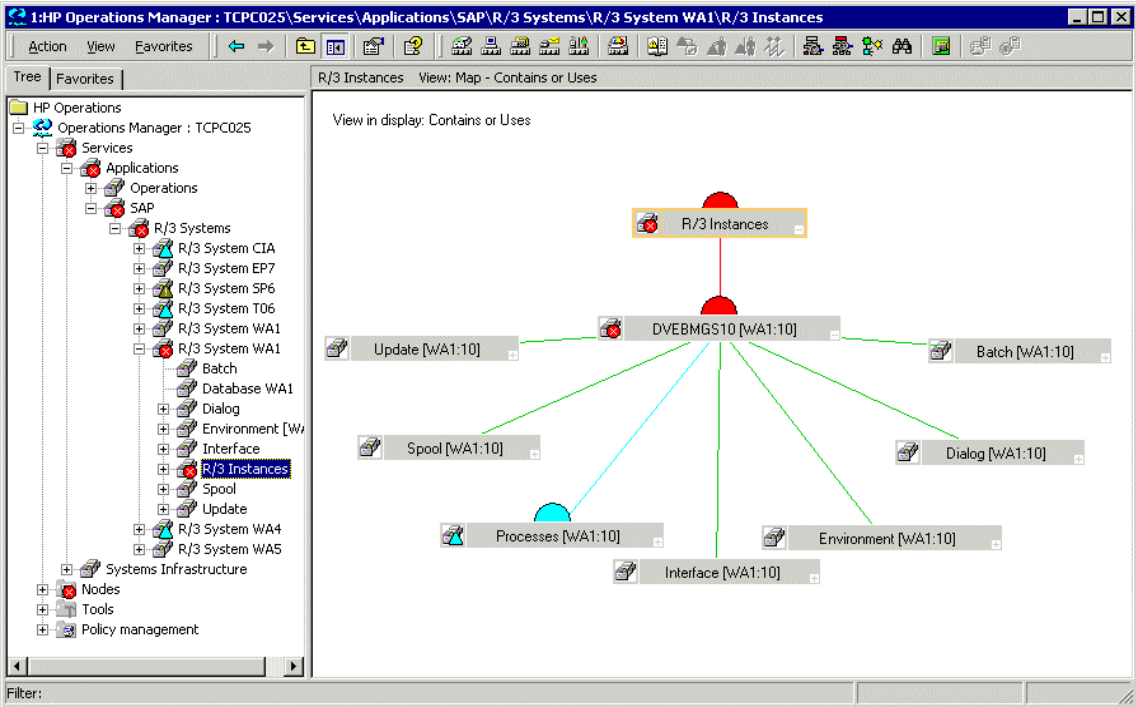 1:HP Operations Manager : TCPC025\Services\Applications\SAP\R/3 Systems\R/3 System WA1\R/3 Instances
Action View Favorites
Tree Favorites
R/3 Instances View: Map - Contains or Uses
HP Operations
Operations Manager : TCPC025
Services
Applications
Operations
SAP
R/3 Systems
R/3 System CIA
R/3 System EP7
R/3 System SP6
R/3 System T06
R/3 System WA1
R/3 System WA1
Batch
Database WA1
Dialog
Environment [WA
Interface
R/3 Instances
Spool
Update
R/3 System WA4
R/3 System WA5
Systems Infrastructure
Nodes
Tools
Policy management
View in display: Contains or Uses
R/3 Instances
DVEBMGS10 [WA1:10]
Update [WA1:10]
Batch [WA1:10]
Spool [WA1:10]
Dialog [WA1:10]
Processes [WA1:10]
Environment [WA1:10]
Interface [WA1:10]
Filter: